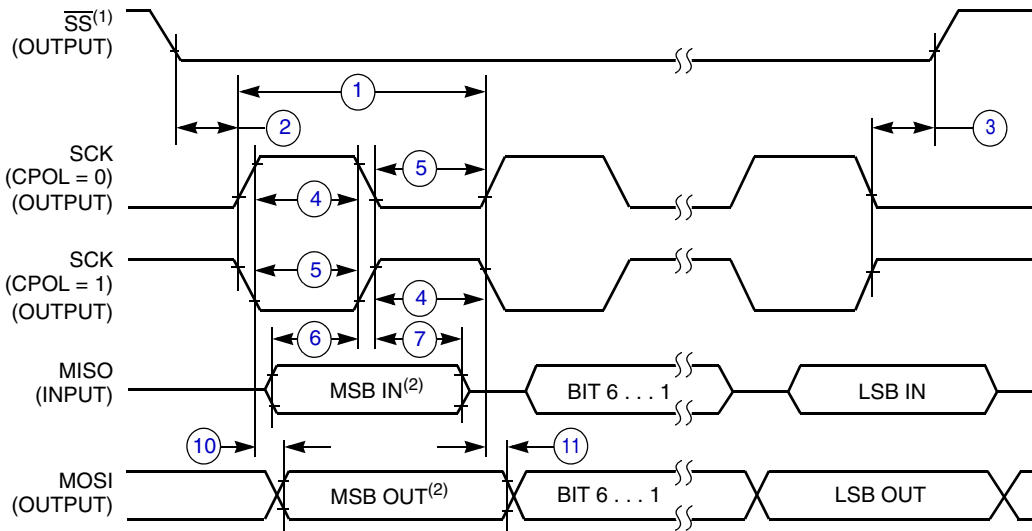 SS(1)
(OUTPUT)
1
2
3
SCK
(CPOL = 0)
(OUTPUT)
5
4
SCK
(CPOL = 1)
(OUTPUT)
5
4
6
7
MISO
(INPUT)
MSB IN(2)
BIT 6 . . . 1
LSB IN
10
11
MOSI
(OUTPUT)
MSB OUT(2)
BIT 6 . . . 1
LSB OUT